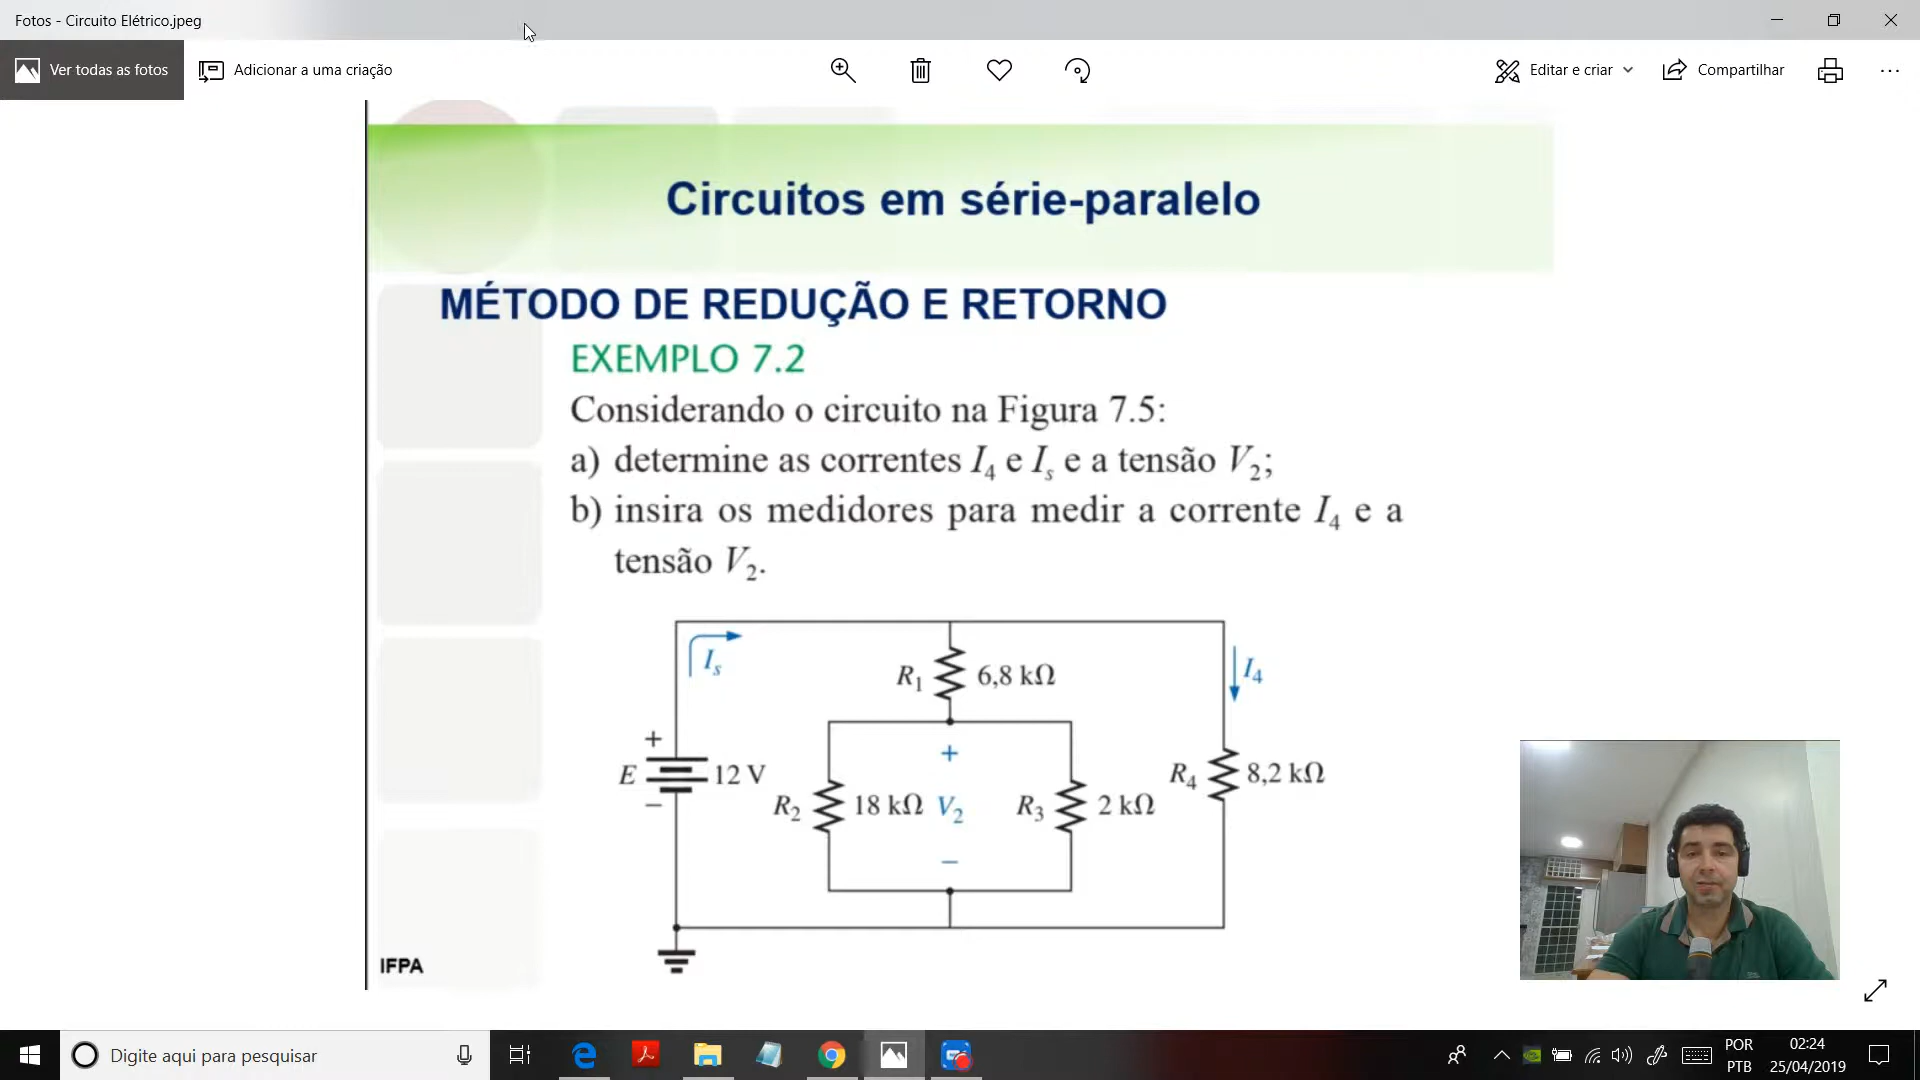 Fotos - Circuito Elétrico.jpeg
Ver todas as fotos
Adicionar a uma criação
Editar e criar
Compartilhar
Circuitos em série-paralelo
MÉTODO DE REDUÇÃO E RETORNO
EXEMPLO 7.2
Considerando o circuito na Figura 7.5:
a) determine as correntes I₄ e Iₛ e a tensão V₂;
b) insira os medidores para medir a corrente I₄ e a
tensão V₂.
Iₛ
R₁ 6,8 kΩ
I₄
+
E 12 V
–
R₂ 18 kΩ
+
V₂
–
R₃ 2 kΩ
R₄ 8,2 kΩ
IFPA
Digite aqui para pesquisar
POR
PTB
02:24
25/04/2019